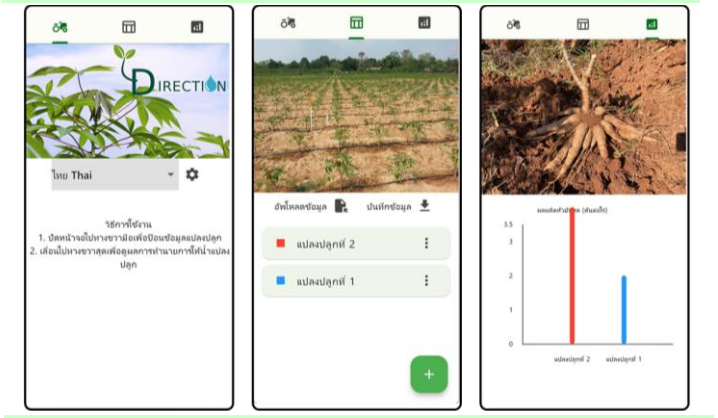 DIRECTION
ไทย Thai
วิธีการใช้งาน
1. ปัดหน้าจอไปทางขวามือเพื่อป้อนข้อมูลแปลงปลูก
2. เลื่อนไปทางขวาสุดเพื่อดูผลการทำนายการให้น้ำแปลง
ปลูก
อัพโหลดข้อมูล บันทึกข้อมูล
แปลงปลูกที่ 2
แปลงปลูกที่ 1
(ตันต่อไร่)
3.5
3
2
1
0
แปลงปลูกที่ 2 แปลงปลูกที่ 1